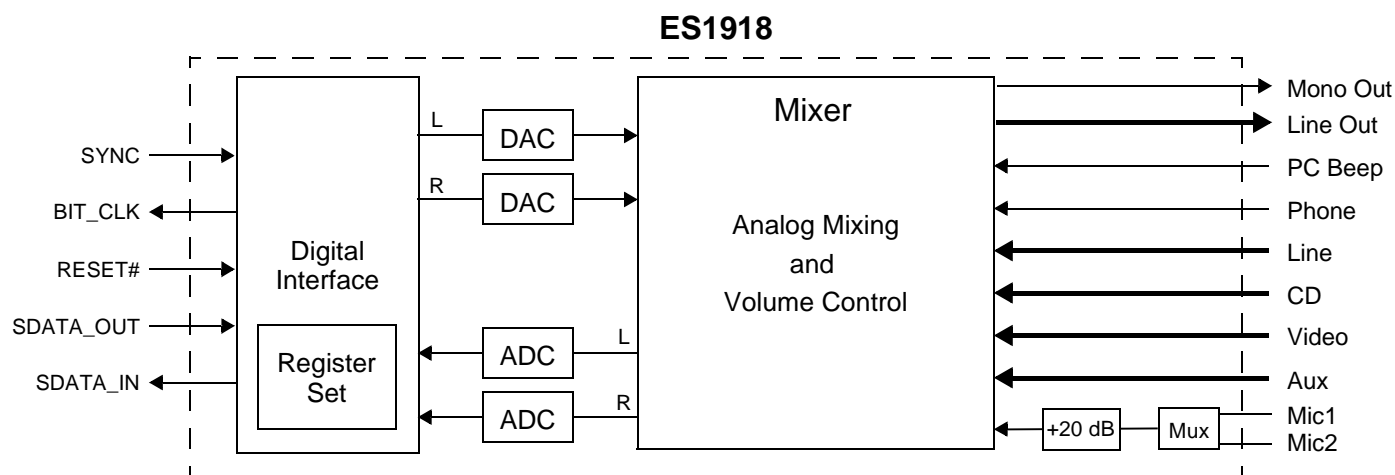 ES1918
SYNC
BIT_CLK
RESET#
SDATA_OUT
SDATA_IN
Digital
Interface
Register
Set
L
DAC
R
DAC
ADC
L
ADC
R
Mixer
Analog Mixing
and
Volume Control
Mono Out
Line Out
PC Beep
Phone
Line
CD
Video
Aux
+20 dB
Mux
Mic1
Mic2